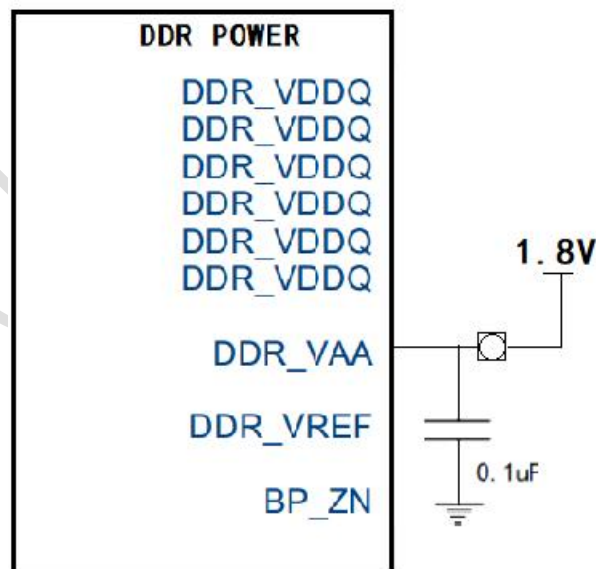 DDR POWER
DDR_VDDQ
DDR_VDDQ
DDR_VDDQ
DDR_VDDQ
DDR_VDDQ
DDR_VDDQ
1.8V
DDR_VAA
DDR_VREF
0.1uF
BP_ZN